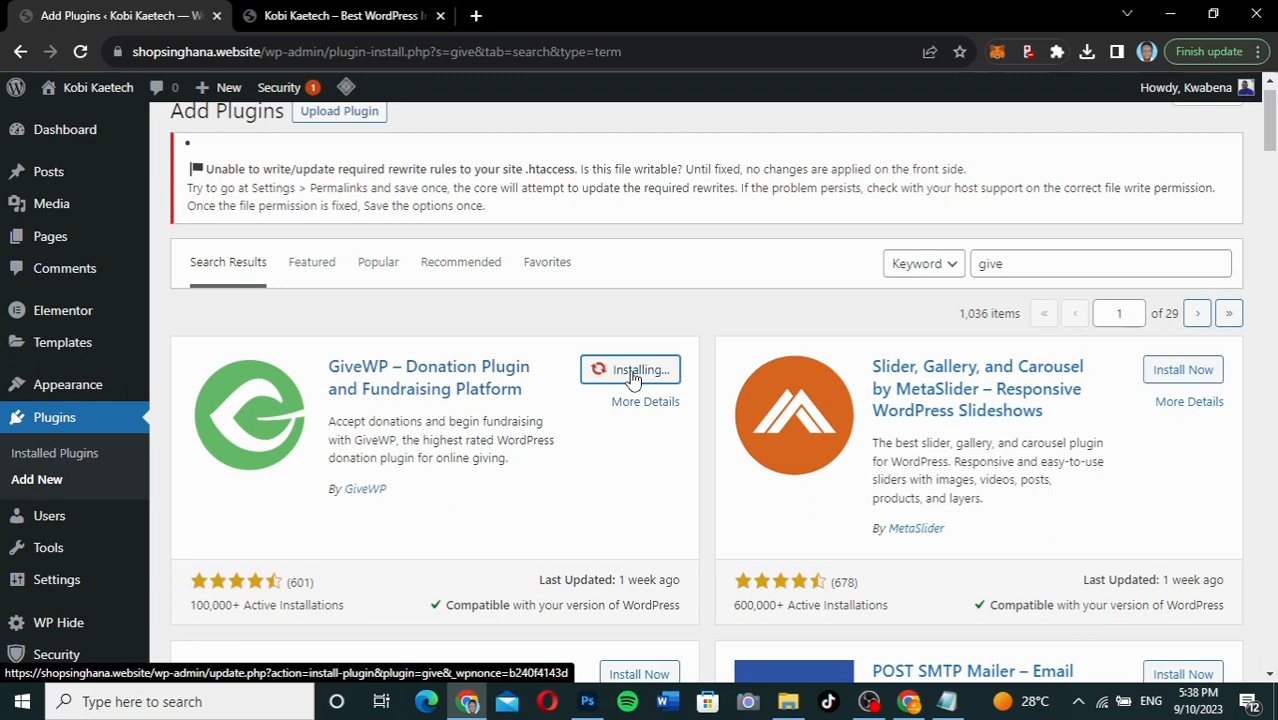 Add Plugins ‹ Kobi Kaetech — W
Kobi Kaetech – Best WordPress I
shopsinghana.website/wp-admin/plugin-install.php?s=give&tab=search&type=term
Finish update
Kobi Kaetech
0
New
Security 1
Howdy, Kwabena
Dashboard
Posts
Media
Pages
Comments
Elementor
Templates
Appearance
Plugins
Installed Plugins
Add New
Users
Tools
Settings
WP Hide
Security
Add Plugins
Upload Plugin
Unable to write/update required rewrite rules to your site .htaccess. Is this file writable? Until fixed, no changes are applied on the front side.
Try to go at Settings > Permalinks and save once, the core will attempt to update the required rewrites. If the problem persists, check with your host support on the correct file write permission.
Once the file permission is fixed, Save the options once.
Search Results
Featured
Popular
Recommended
Favorites
Keyword
give
1,036 items
«
‹
1
of 29
›
»
GiveWP – Donation Plugin
and Fundraising Platform
Installing...
More Details
Accept donations and begin fundraising
with GiveWP, the highest rated WordPress
donation plugin for online giving.
By GiveWP
(601)
Last Updated: 1 week ago
100,000+ Active Installations
Compatible with your version of WordPress
Slider, Gallery, and Carousel
by MetaSlider – Responsive
WordPress Slideshows
Install Now
More Details
The best slider, gallery, and carousel plugin
for WordPress. Responsive and easy-to-use
sliders with images, videos, posts,
products, and layers.
By MetaSlider
(678)
Last Updated: 1 week ago
600,000+ Active Installations
Compatible with your version of WordPress
Install Now
POST SMTP Mailer – Email
Install Now
https://shopsinghana.website/wp-admin/update.php?action=install-plugin&plugin=give&_wpnonce=b240f4143d
Type here to search
28°C
ENG
5:38 PM
9/10/2023
12